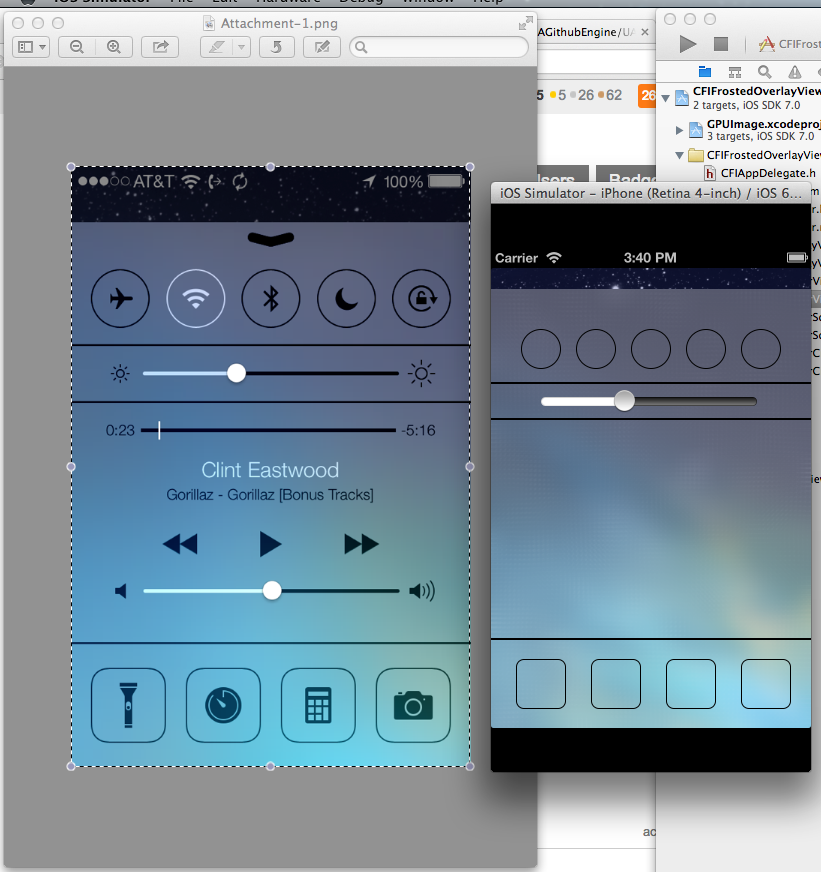 iOS Simulator File Edit Hardware Debug Window Help
Attachment-1.png
AGithubEngine/UA
5 5 26 62 26
AT&T 100%
0:23 -5:16
Clint Eastwood
Gorillaz - Gorillaz [Bonus Tracks]
iOS Simulator - iPhone (Retina 4-inch) / iOS 6...
Carrier 3:40 PM
CFIFrost
CFIFrostedOverlayView
2 targets, iOS SDK 7.0
GPUImage.xcodeproj
3 targets, iOS SDK 7.0
CFIFrostedOverlayView
h CFIAppDelegate.h